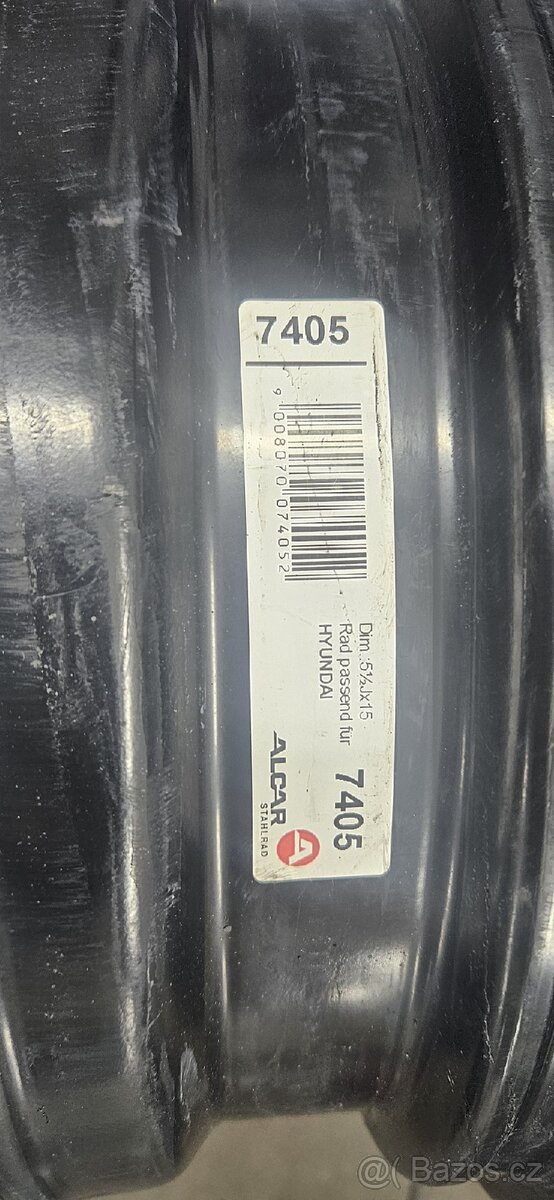 7405
9 008070 074052
Dim.:5½Jx15
Rad passend für
HYUNDAI
7405
ALCAR
STAHLRAD
@( Bazos.cz